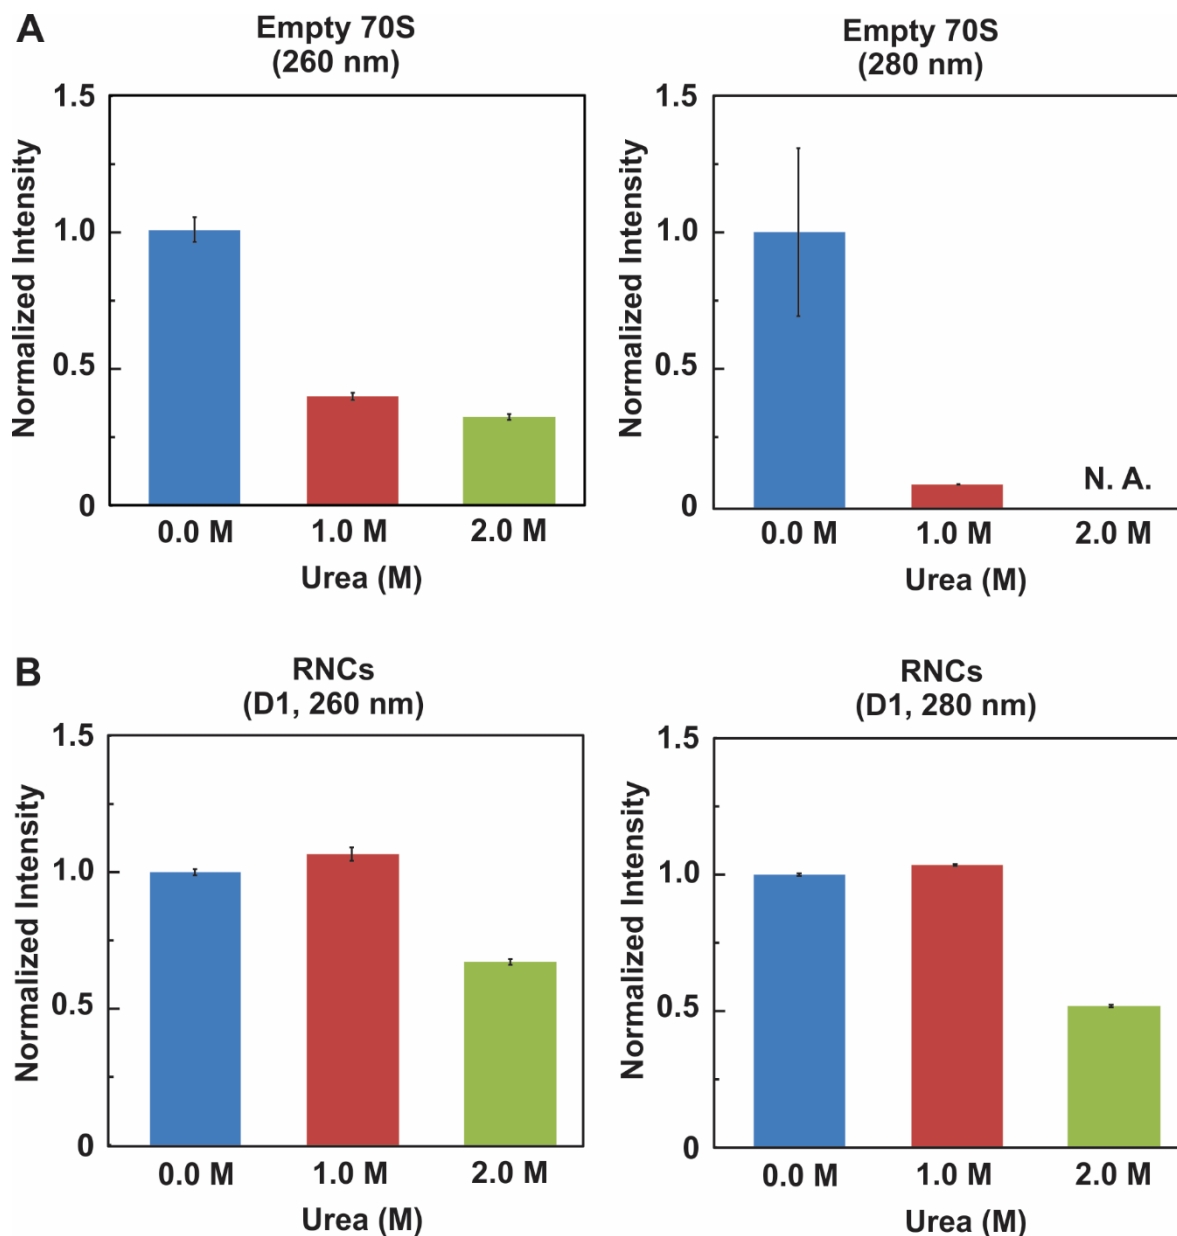 A
Empty 70S
(260 nm)
Normalized Intensity
1.5
1.0
0.5
0
0.0 M 1.0 M 2.0 M
Urea (M)
Empty 70S
(280 nm)
Normalized Intensity
1.5
1.0
0.5
0
N. A.
0.0 M 1.0 M 2.0 M
Urea (M)
B
RNCs
(D1, 260 nm)
Normalized Intensity
1.5
1.0
0.5
0
0.0 M 1.0 M 2.0 M
Urea (M)
RNCs
(D1, 280 nm)
Normalized Intensity
1.5
1.0
0.5
0
0.0 M 1.0 M 2.0 M
Urea (M)